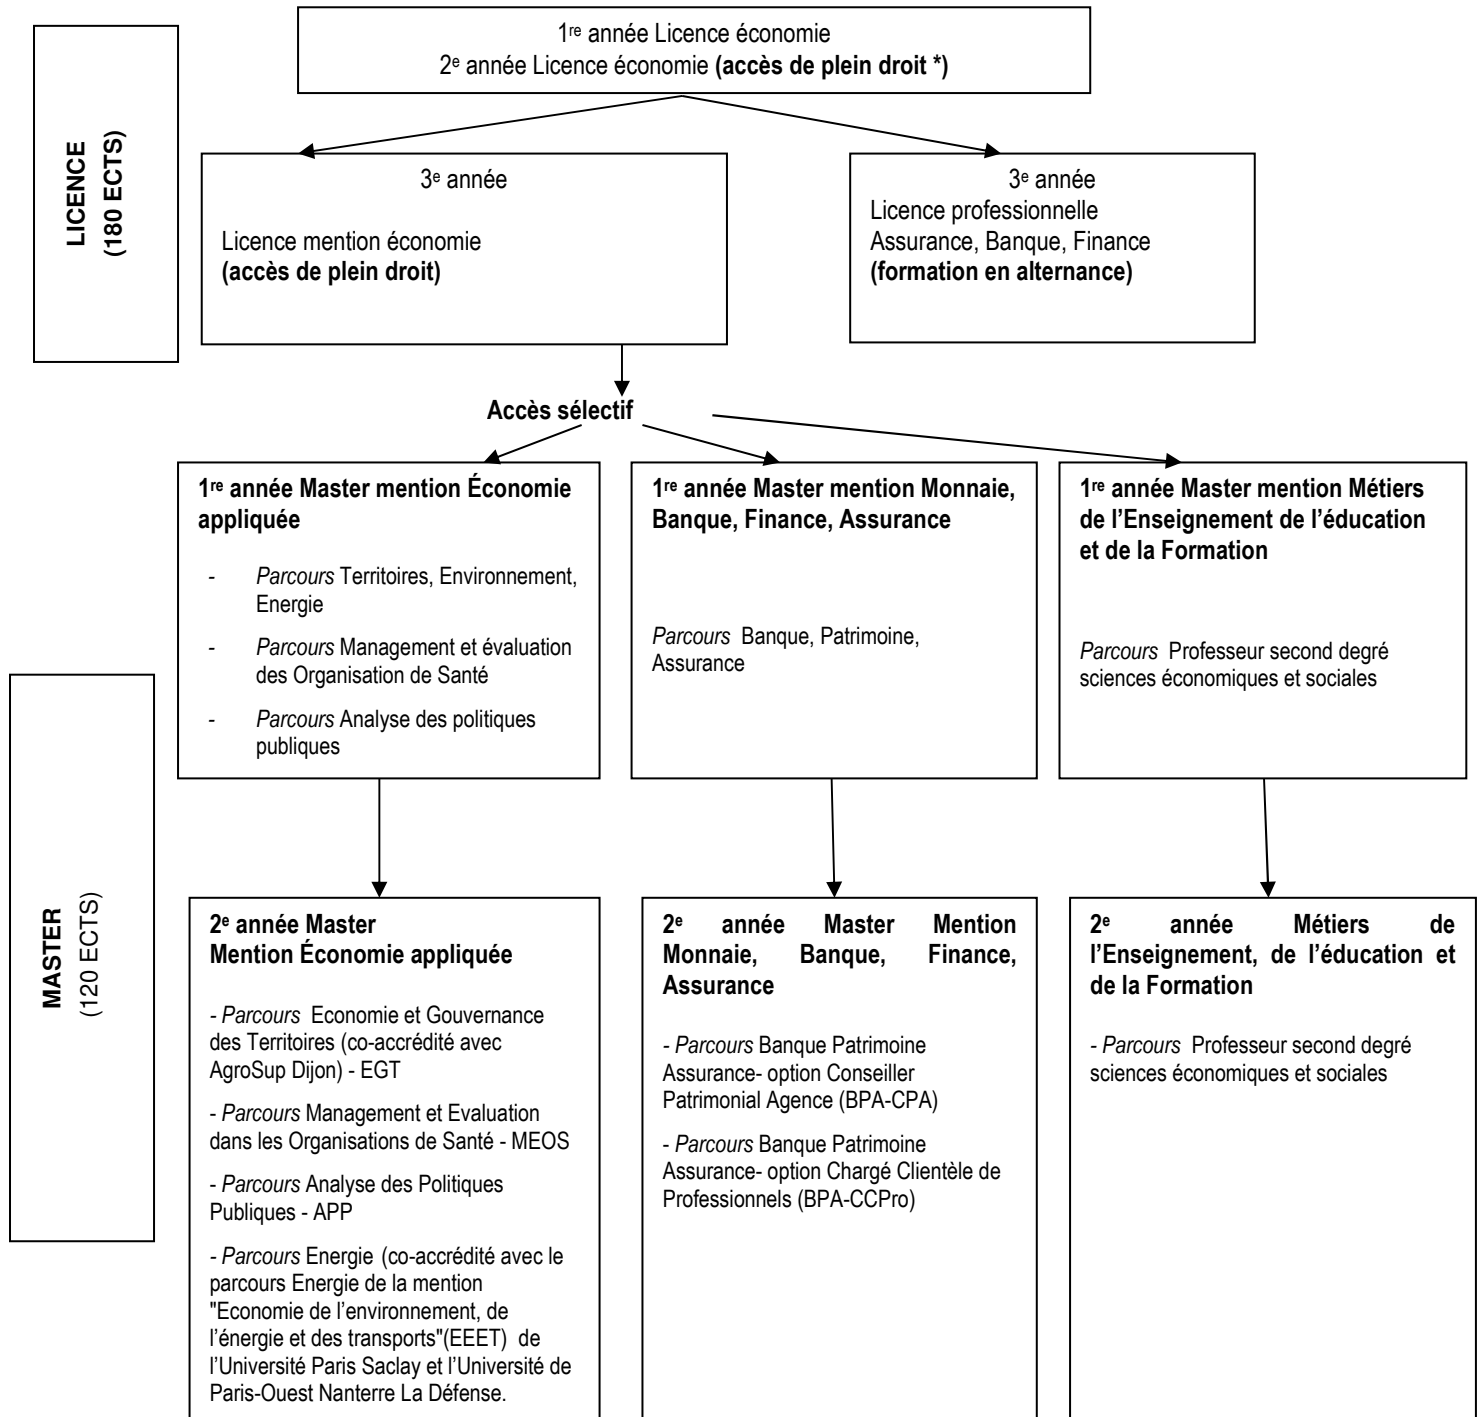 1re année Licence économie
2e année Licence économie (accès de plein droit *)
LICENCE
(180 ECTS)
3e année
Licence mention économie
(accès de plein droit)
3e année
Licence professionnelle
Assurance, Banque, Finance
(formation en alternance)
Accès sélectif
1re année Master mention Économie
appliquée
- Parcours Territoires, Environnement,
Energie
- Parcours Management et évaluation
des Organisation de Santé
- Parcours Analyse des politiques
publiques
1re année Master mention Monnaie,
Banque, Finance, Assurance
Parcours Banque, Patrimoine,
Assurance
1re année Master mention Métiers
de l’Enseignement de l’éducation
et de la Formation
Parcours Professeur second degré
sciences économiques et sociales
MASTER
(120 ECTS)
2e année Master
Mention Économie appliquée
- Parcours Economie et Gouvernance
des Territoires (co-accrédité avec
AgroSup Dijon) - EGT
- Parcours Management et Evaluation
dans les Organisations de Santé - MEOS
- Parcours Analyse des Politiques
Publiques - APP
- Parcours Energie (co-accrédité avec le
parcours Energie de la mention
"Economie de l’environnement, de
l’énergie et des transports"(EEET) de
l’Université Paris Saclay et l’Université de
Paris-Ouest Nanterre La Défense.
2e année Master Mention
Monnaie, Banque, Finance,
Assurance
- Parcours Banque Patrimoine
Assurance- option Conseiller
Patrimonial Agence (BPA-CPA)
- Parcours Banque Patrimoine
Assurance- option Chargé Clientèle de
Professionnels (BPA-CCPro)
2e année Métiers de
l’Enseignement, de l’éducation et
de la Formation
- Parcours Professeur second degré
sciences économiques et sociales